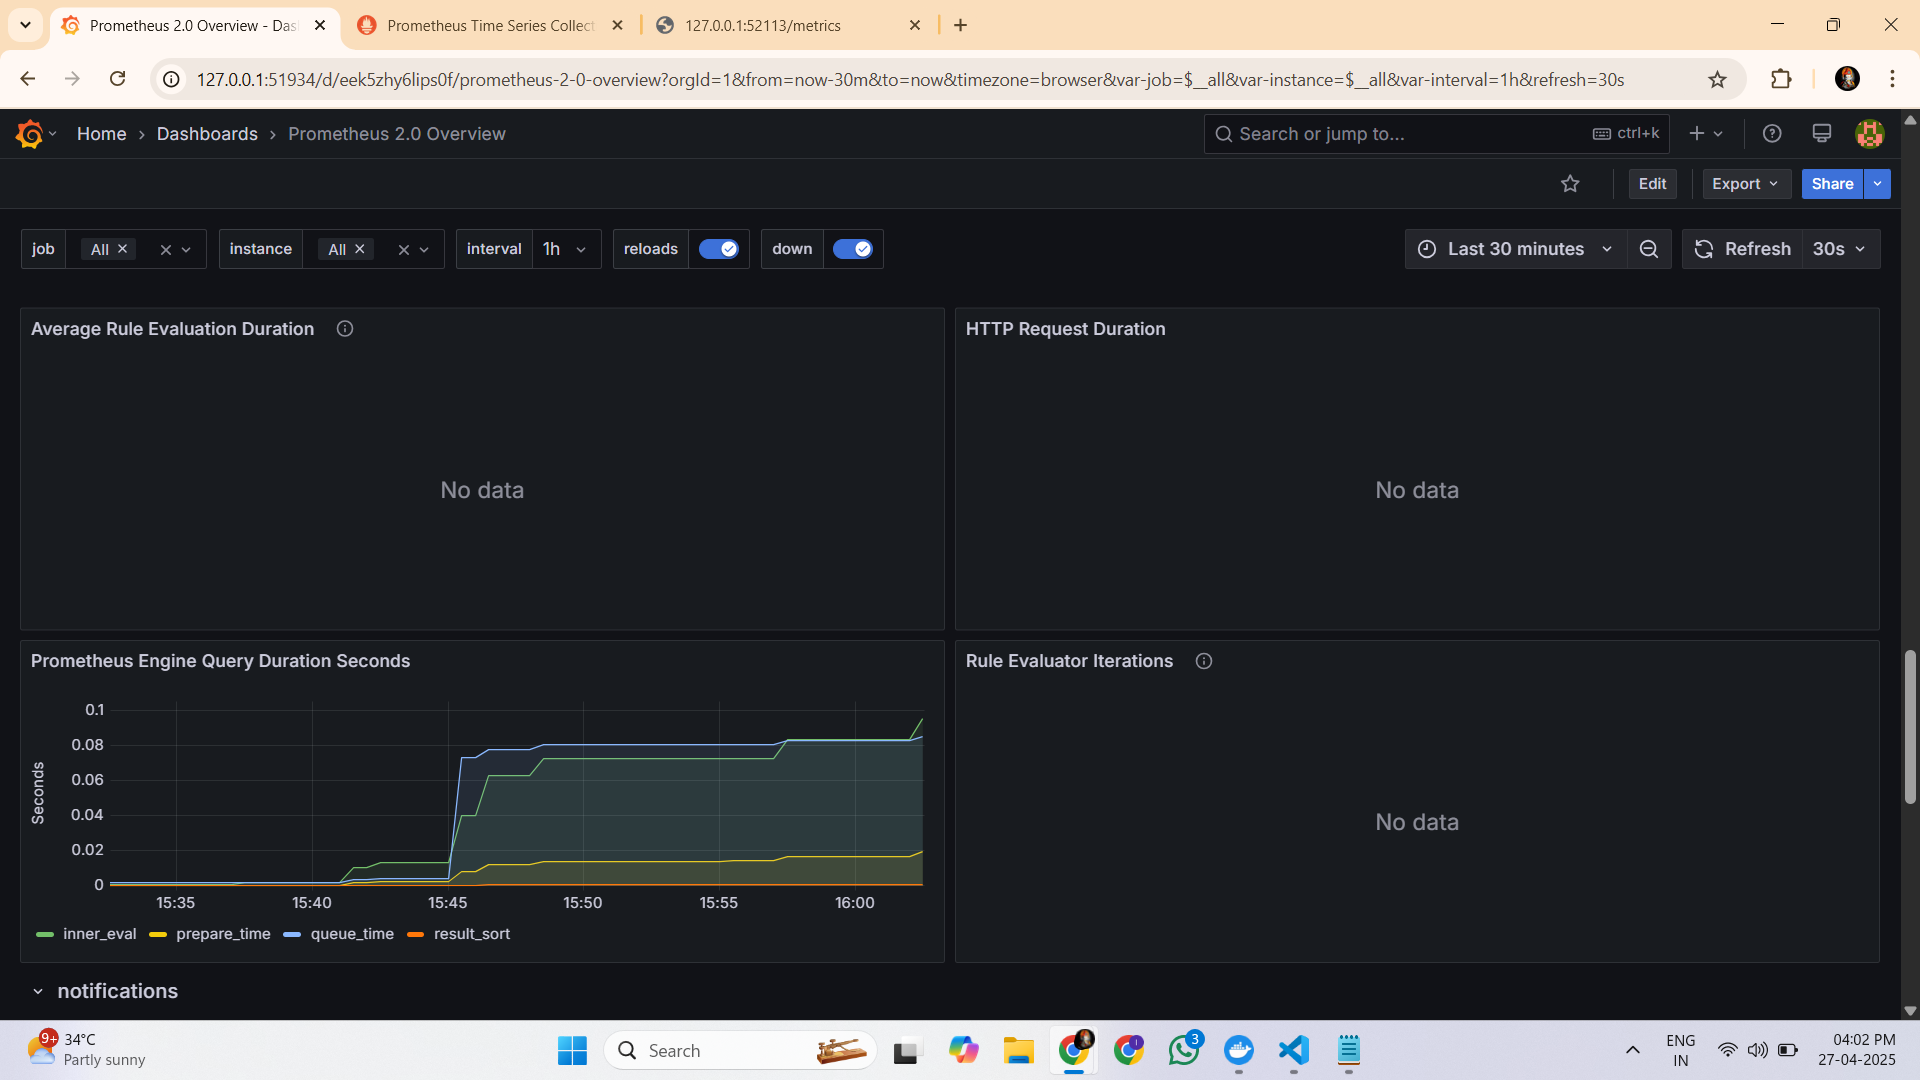 Prometheus 2.0 Overview - Das
Prometheus Time Series Collect
127.0.0.1:52113/metrics
127.0.0.1:51934/d/eek5zhy6lips0f/prometheus-2-0-overview?orgId=1&from=now-30m&to=now&timezone=browser&var-job=$__all&var-instance=$__all&var-interval=1h&refresh=30s
Home
Dashboards
Prometheus 2.0 Overview
Search or jump to...
ctrl+k
Edit
Export
Share
job
All
instance
All
interval
1h
reloads
down
Last 30 minutes
Refresh
30s
Average Rule Evaluation Duration
No data
HTTP Request Duration
No data
Prometheus Engine Query Duration Seconds
Seconds
0.1
0.08
0.06
0.04
0.02
0
15:35
15:40
15:45
15:50
15:55
16:00
inner_eval
prepare_time
queue_time
result_sort
Rule Evaluator Iterations
No data
notifications
9+
34°C
Partly sunny
Search
3
ENG
IN
04:02 PM
27-04-2025